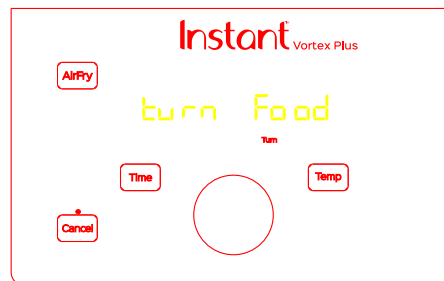 Instant Vortex Plus
AirFry
turn Food
Turn
Time
Temp
Cancel